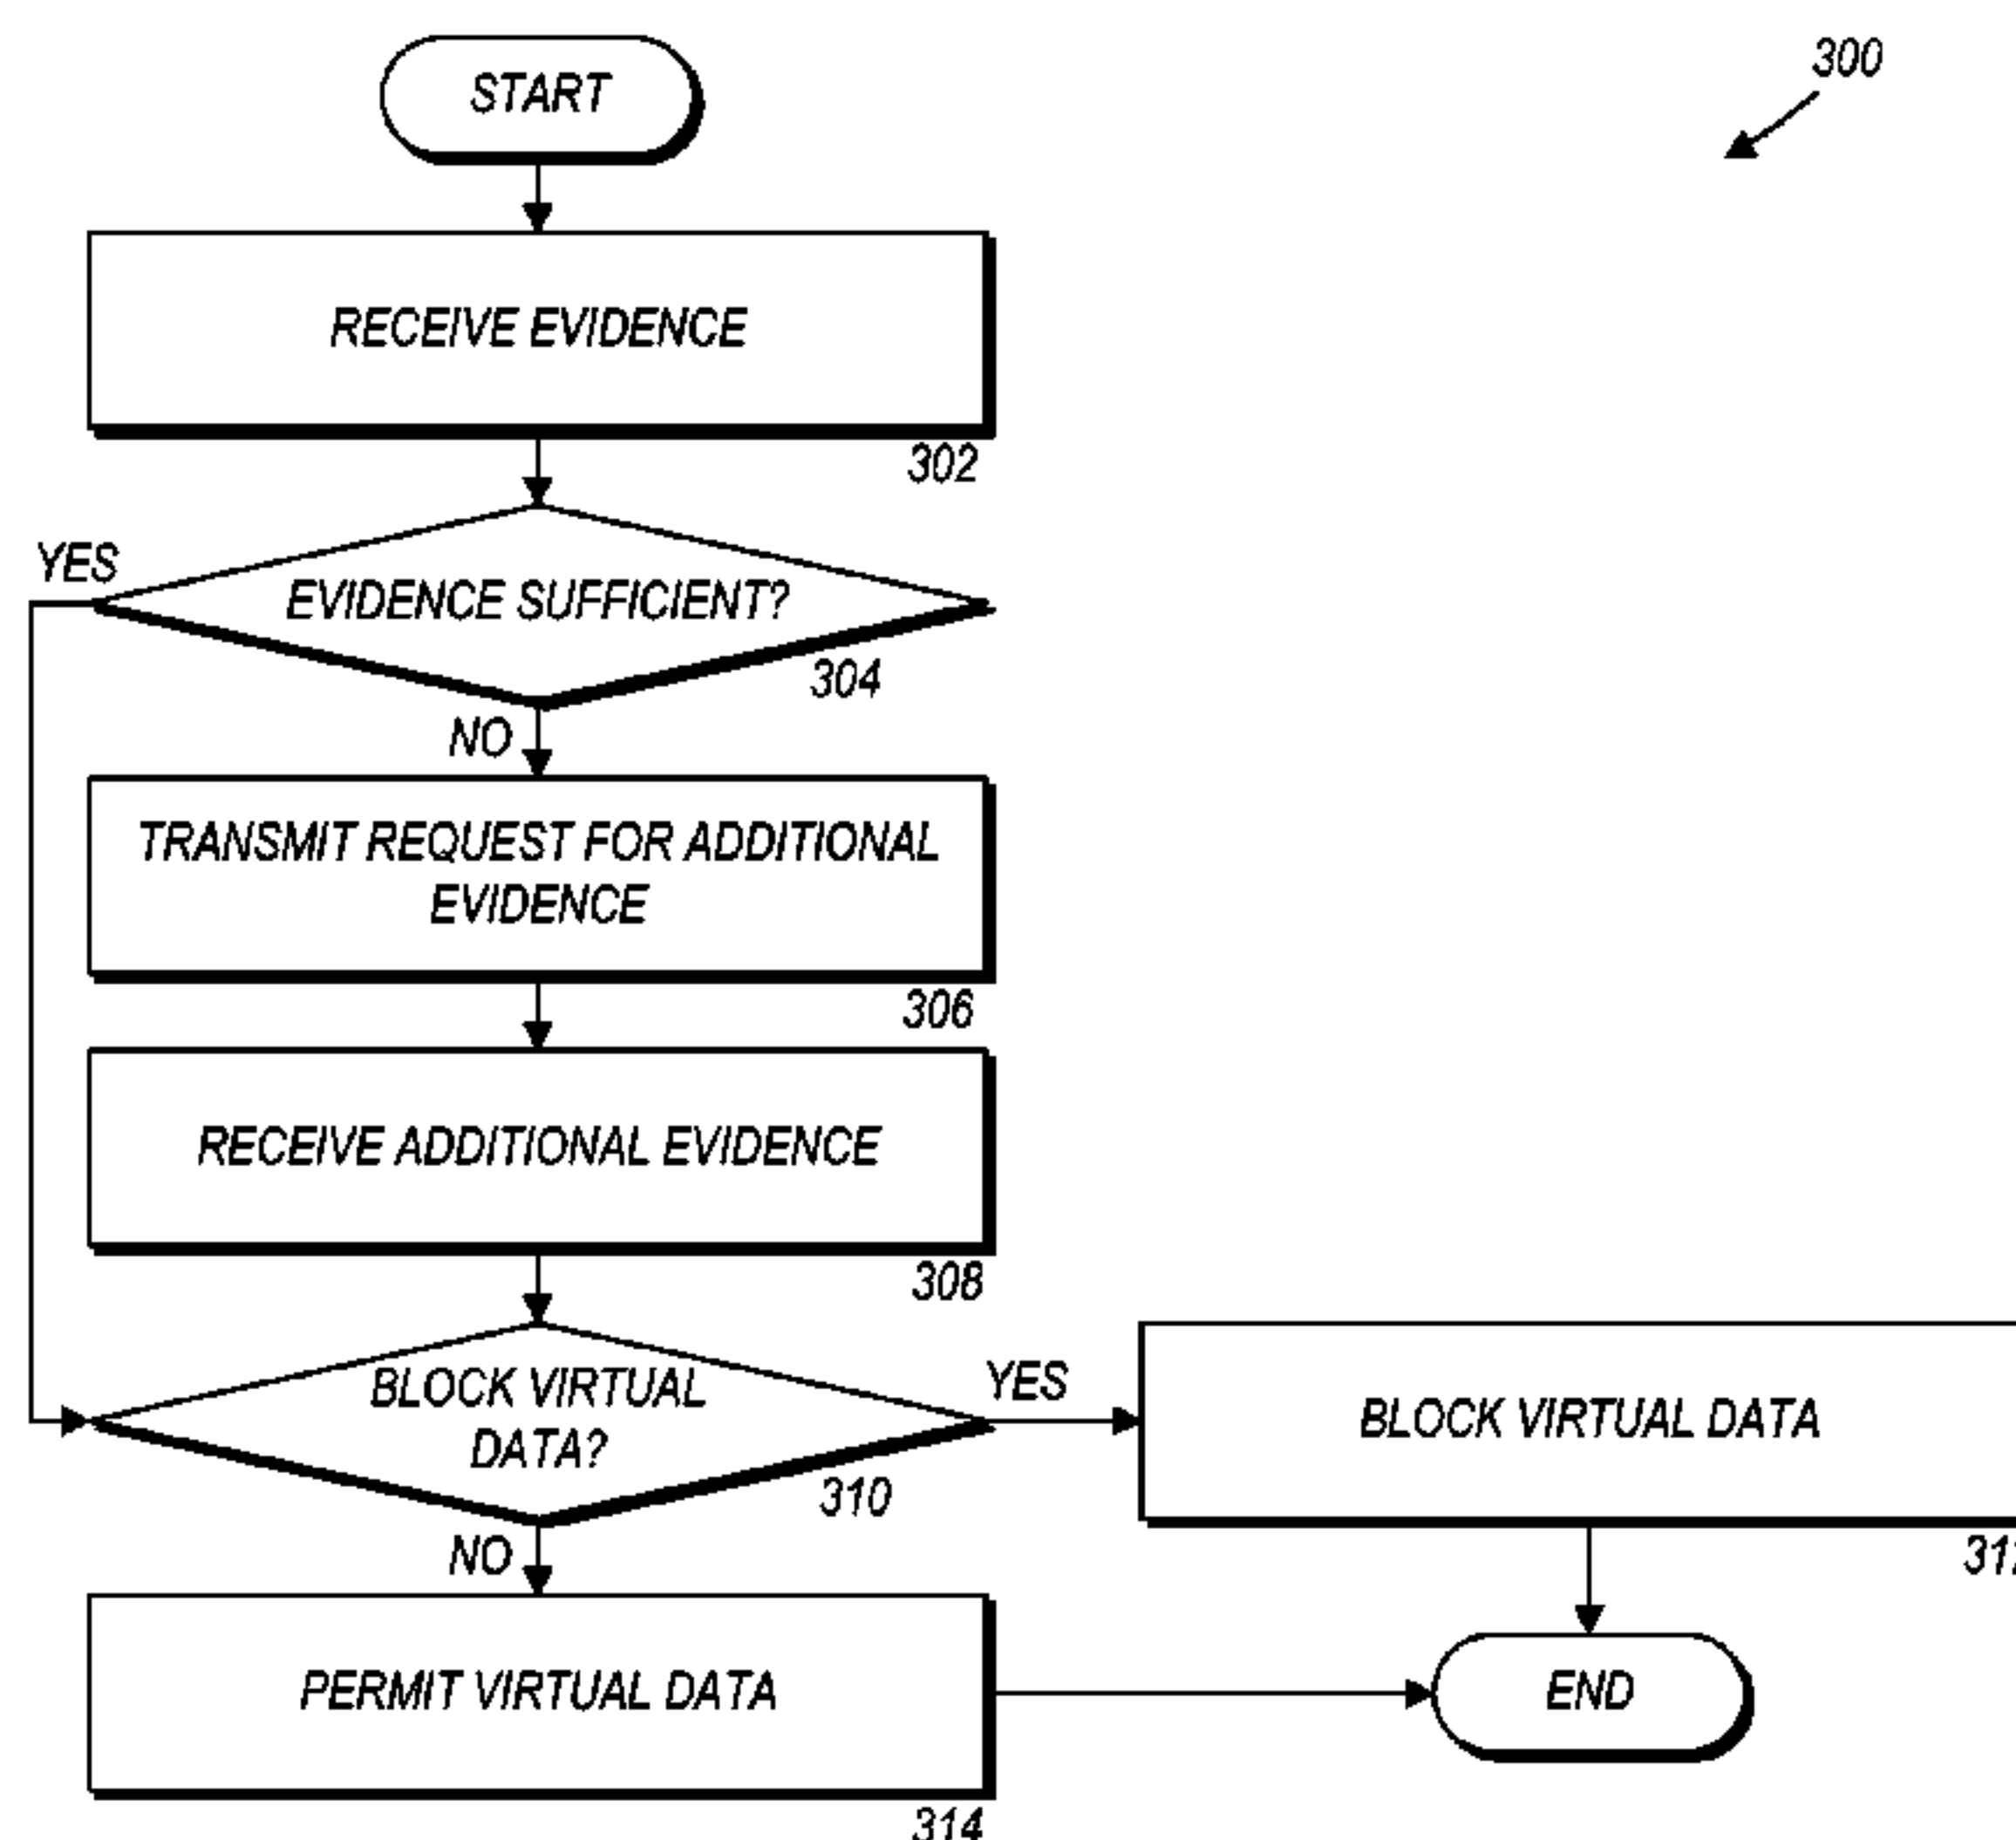 START
300
RECEIVE EVIDENCE
302
YES
EVIDENCE SUFFICIENT?
304
NO
TRANSMIT REQUEST FOR ADDITIONAL
EVIDENCE
306
RECEIVE ADDITIONAL EVIDENCE
308
BLOCK VIRTUAL
DATA?
310
YES
BLOCK VIRTUAL DATA
NO
PERMIT VIRTUAL DATA
314
END